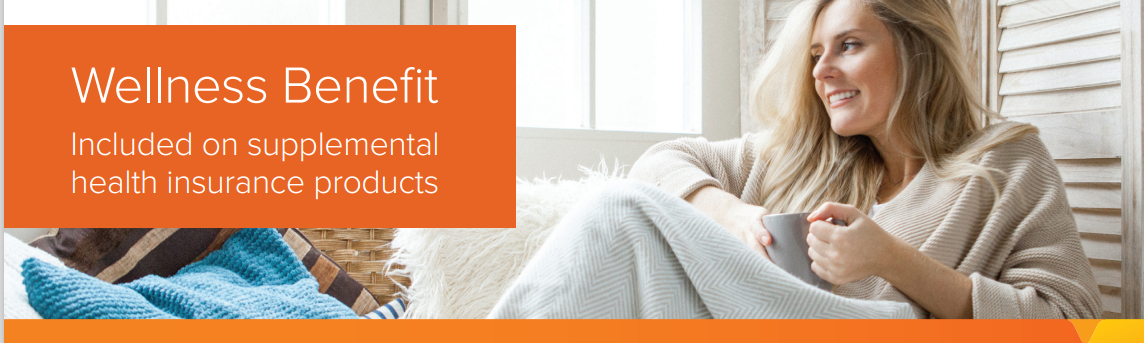 Wellness Benefit
Included on supplemental
health insurance products